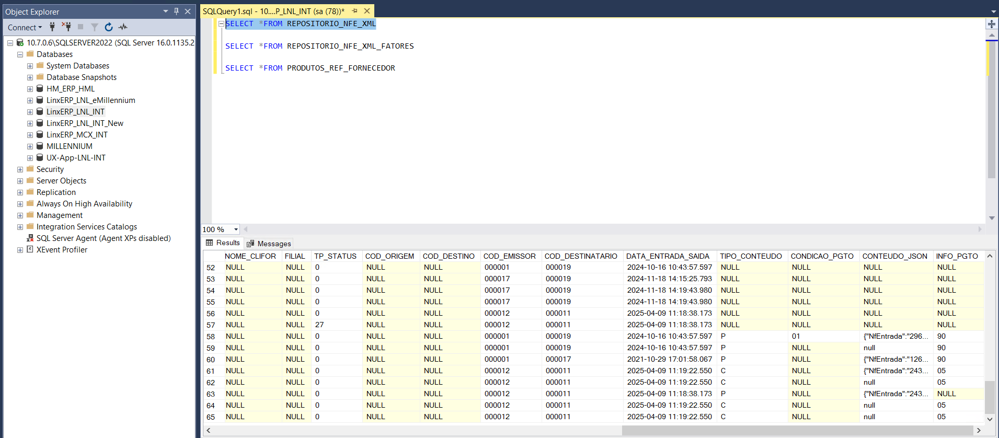 Object Explorer
Connect
10.7.0.6\SQLSERVER2022 (SQL Server 16.0.1135.2
Databases
System Databases
Database Snapshots
HM_ERP_HML
LinxERP_LNL_eMillennium
LinxERP_LNL_INT
LinxERP_LNL_INT_New
LinxERP_MCX_INT
MILLENNIUM
UX-App-LNL-INT
Security
Server Objects
Replication
Always On High Availability
Management
Integration Services Catalogs
SQL Server Agent (Agent XPs disabled)
XEvent Profiler
SQLQuery1.sql - 10....P_LNL_INT (sa (78))*
SELECT *FROM REPOSITORIO_NFE_XML
SELECT *FROM REPOSITORIO_NFE_XML_FATORES
SELECT *FROM PRODUTOS_REF_FORNECEDOR
100 %
Results Messages
NOME_CLIFOR FILIAL TP_STATUS COD_ORIGEM COD_DESTINO COD_EMISSOR COD_DESTINATARIO DATA_ENTRADA_SAIDA TIPO_CONTEUDO CONDICAO_PGTO CONTEUDO_JSON INFO_PGTO
52 NULL NULL 0 NULL NULL 000001 000019 2024-10-16 10:43:57.597 NULL NULL NULL NULL
53 NULL NULL 0 NULL NULL 000017 000019 2024-11-18 14:15:25.793 NULL NULL NULL NULL
54 NULL NULL 0 NULL NULL 000017 000019 2024-11-18 14:19:43.980 NULL NULL NULL NULL
55 NULL NULL 0 NULL NULL 000017 000019 2024-11-18 14:19:43.980 NULL NULL NULL NULL
56 NULL NULL 0 NULL NULL 000012 000011 2025-04-09 11:18:38.173 NULL NULL NULL NULL
57 NULL NULL 27 NULL NULL 000012 000011 2025-04-09 11:18:38.173 NULL NULL NULL NULL
58 NULL NULL 0 NULL NULL 000001 000019 2024-10-16 10:43:57.597 P 01 {"NfEntrada":"296... 90
59 NULL NULL 0 NULL NULL 000001 000019 2024-10-16 10:43:57.597 P NULL null 90
60 NULL NULL 0 NULL NULL 000001 000017 2021-10-29 17:01:58.067 P NULL {"NfEntrada":"126... 90
61 NULL NULL 0 NULL NULL 000012 000011 2025-04-09 11:19:22.550 C NULL {"NfEntrada":"243... 05
62 NULL NULL 0 NULL NULL 000012 000011 2025-04-09 11:19:22.550 C NULL null 05
63 NULL NULL 0 NULL NULL 000012 000011 2025-04-09 11:18:38.173 P NULL {"NfEntrada":"243... NULL
64 NULL NULL 0 NULL NULL 000012 000011 2025-04-09 11:19:22.550 C NULL null 05
65 NULL NULL 0 NULL NULL 000012 000011 2025-04-09 11:19:22.550 C NULL null 05